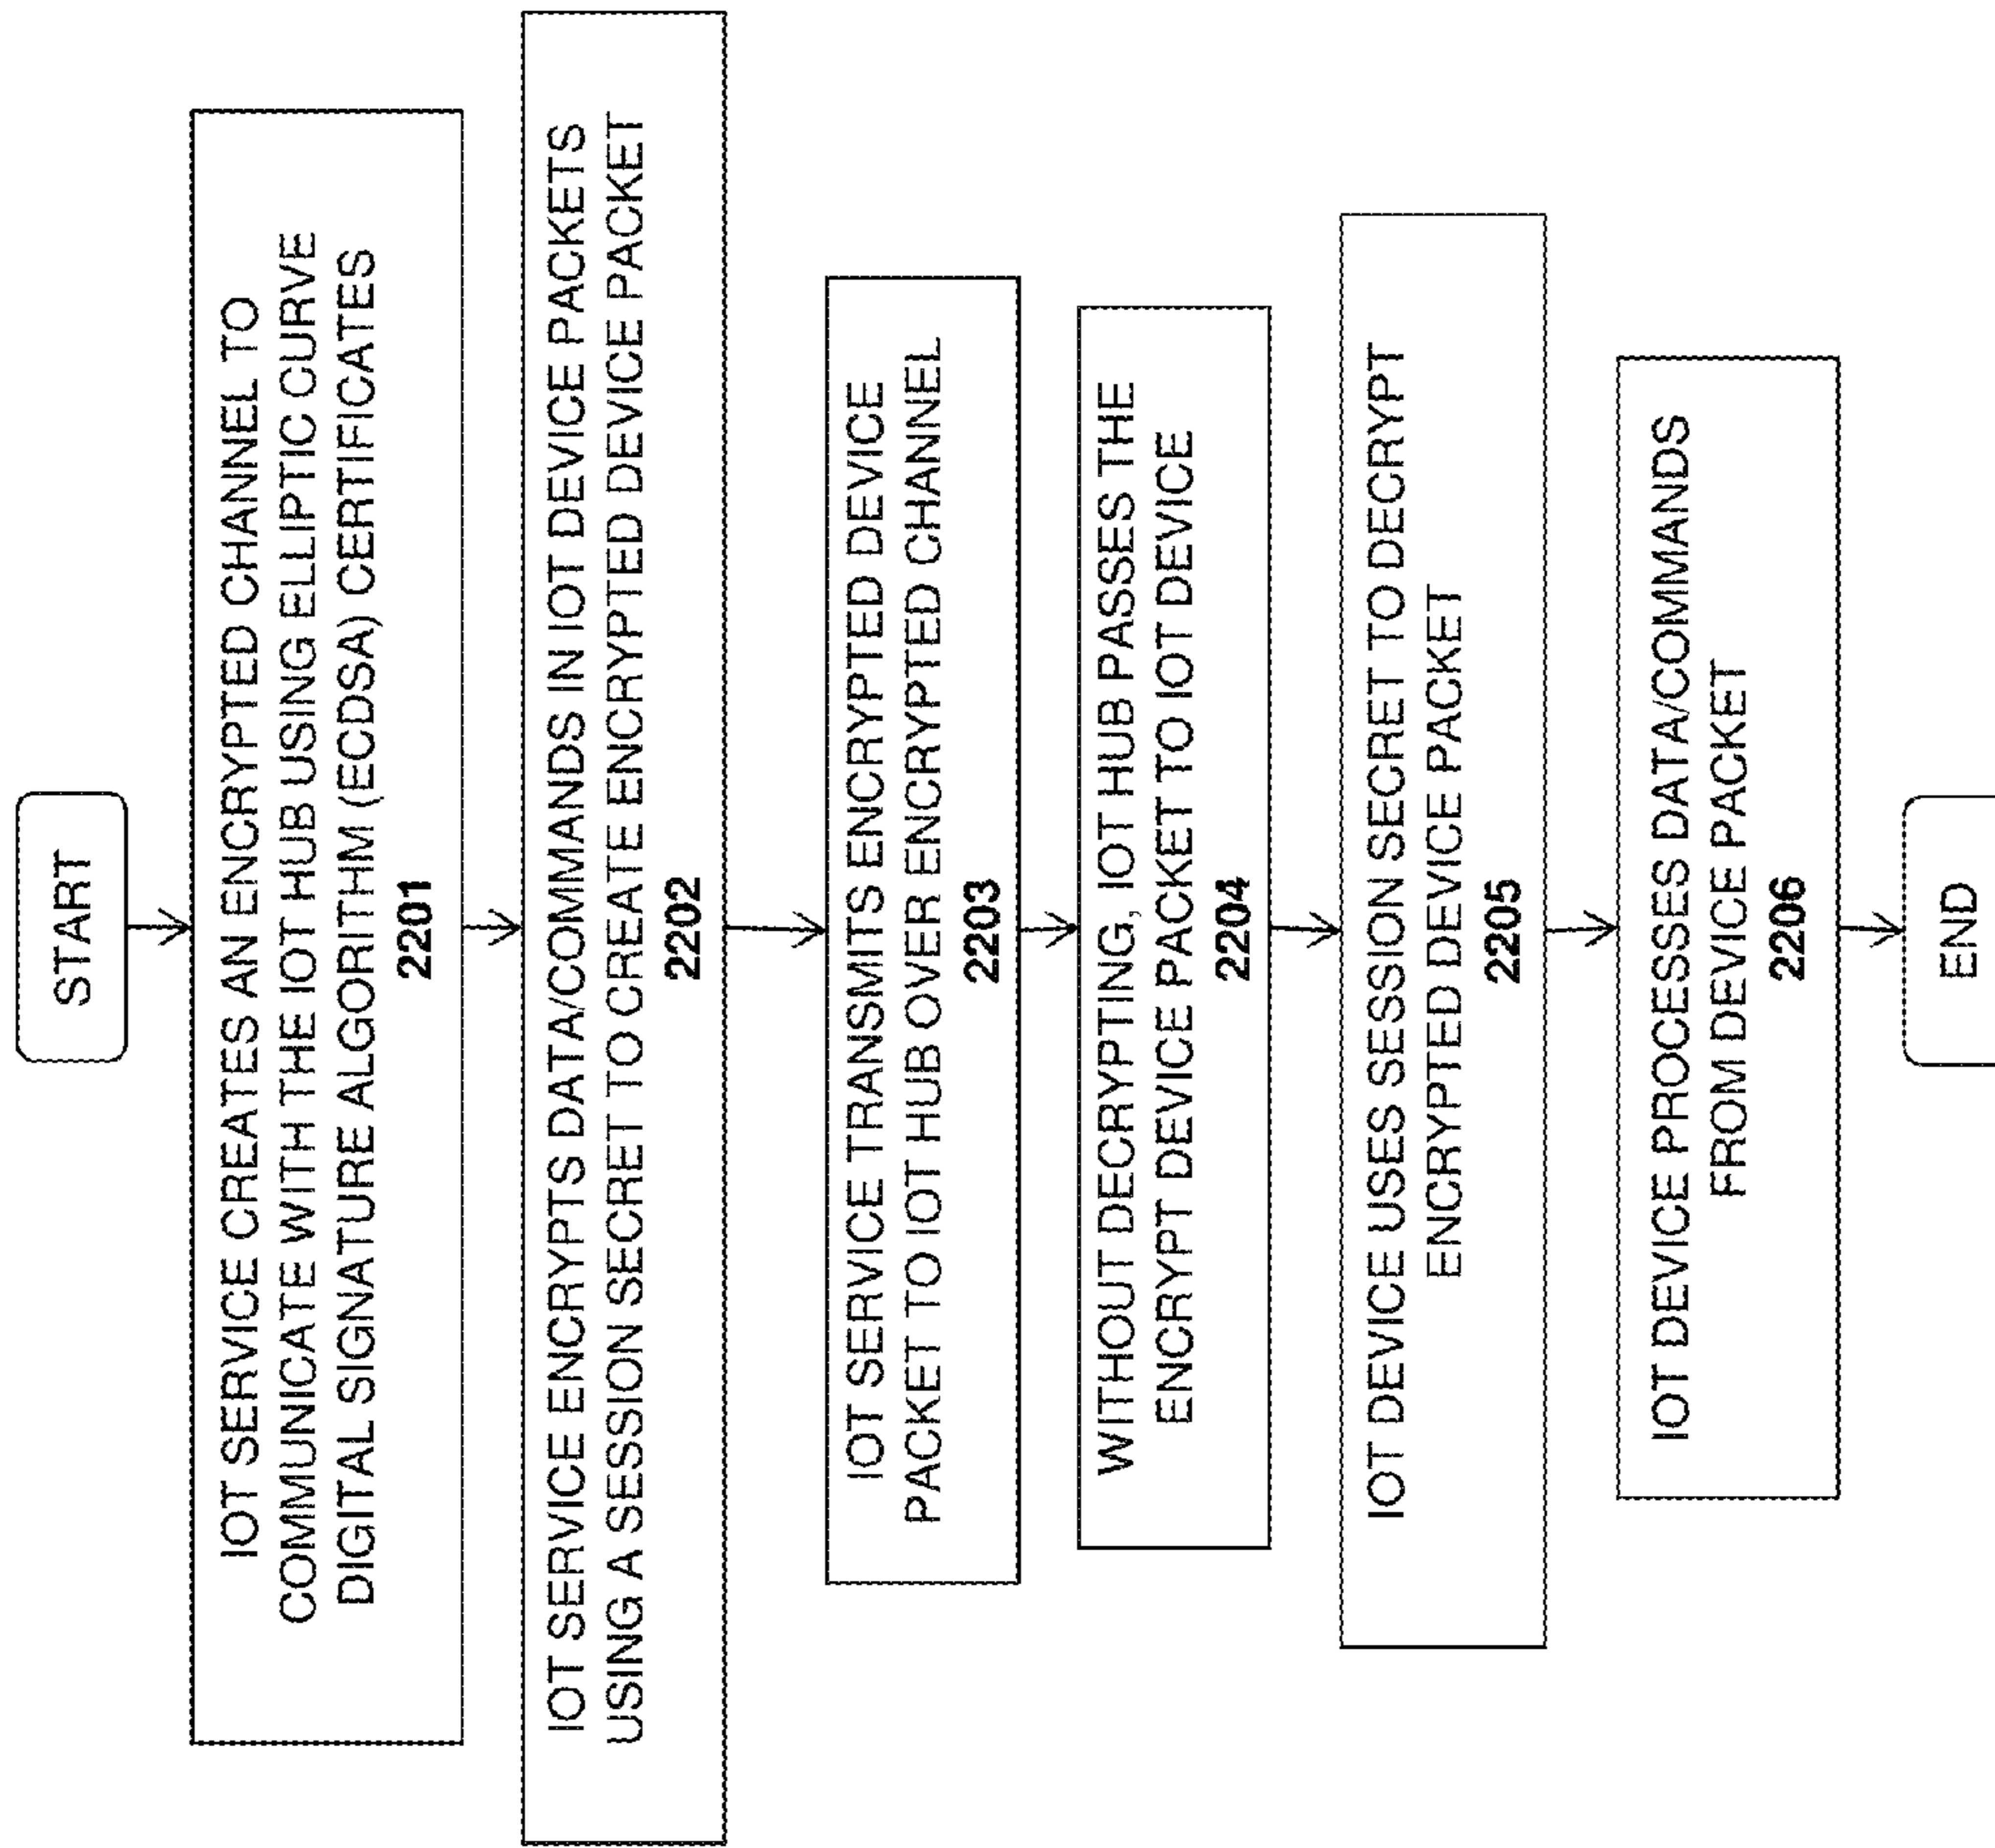 START
IOT SERVICE CREATES AN ENCRYPTED CHANNEL TO
COMMUNICATE WITH THE IOT HUB USING ELLIPTIC CURVE
DIGITAL SIGNATURE ALGORITHM (ECDSA) CERTIFICATES
2201
IOT SERVICE ENCRYPTS DATA/COMMANDS IN IOT DEVICE PACKETS
USING A SESSION SECRET TO CREATE ENCRYPTED DEVICE PACKET
2202
IOT SERVICE TRANSMITS ENCRYPTED DEVICE
PACKET TO IOT HUB OVER ENCRYPTED CHANNEL
2203
WITHOUT DECRYPTING, IOT HUB PASSES THE
ENCRYPT DEVICE PACKET TO IOT DEVICE
2204
IOT DEVICE USES SESSION SECRET TO DECRYPT
ENCRYPTED DEVICE PACKET
2205
IOT DEVICE PROCESSES DATA/COMMANDS
FROM DEVICE PACKET
2206
END